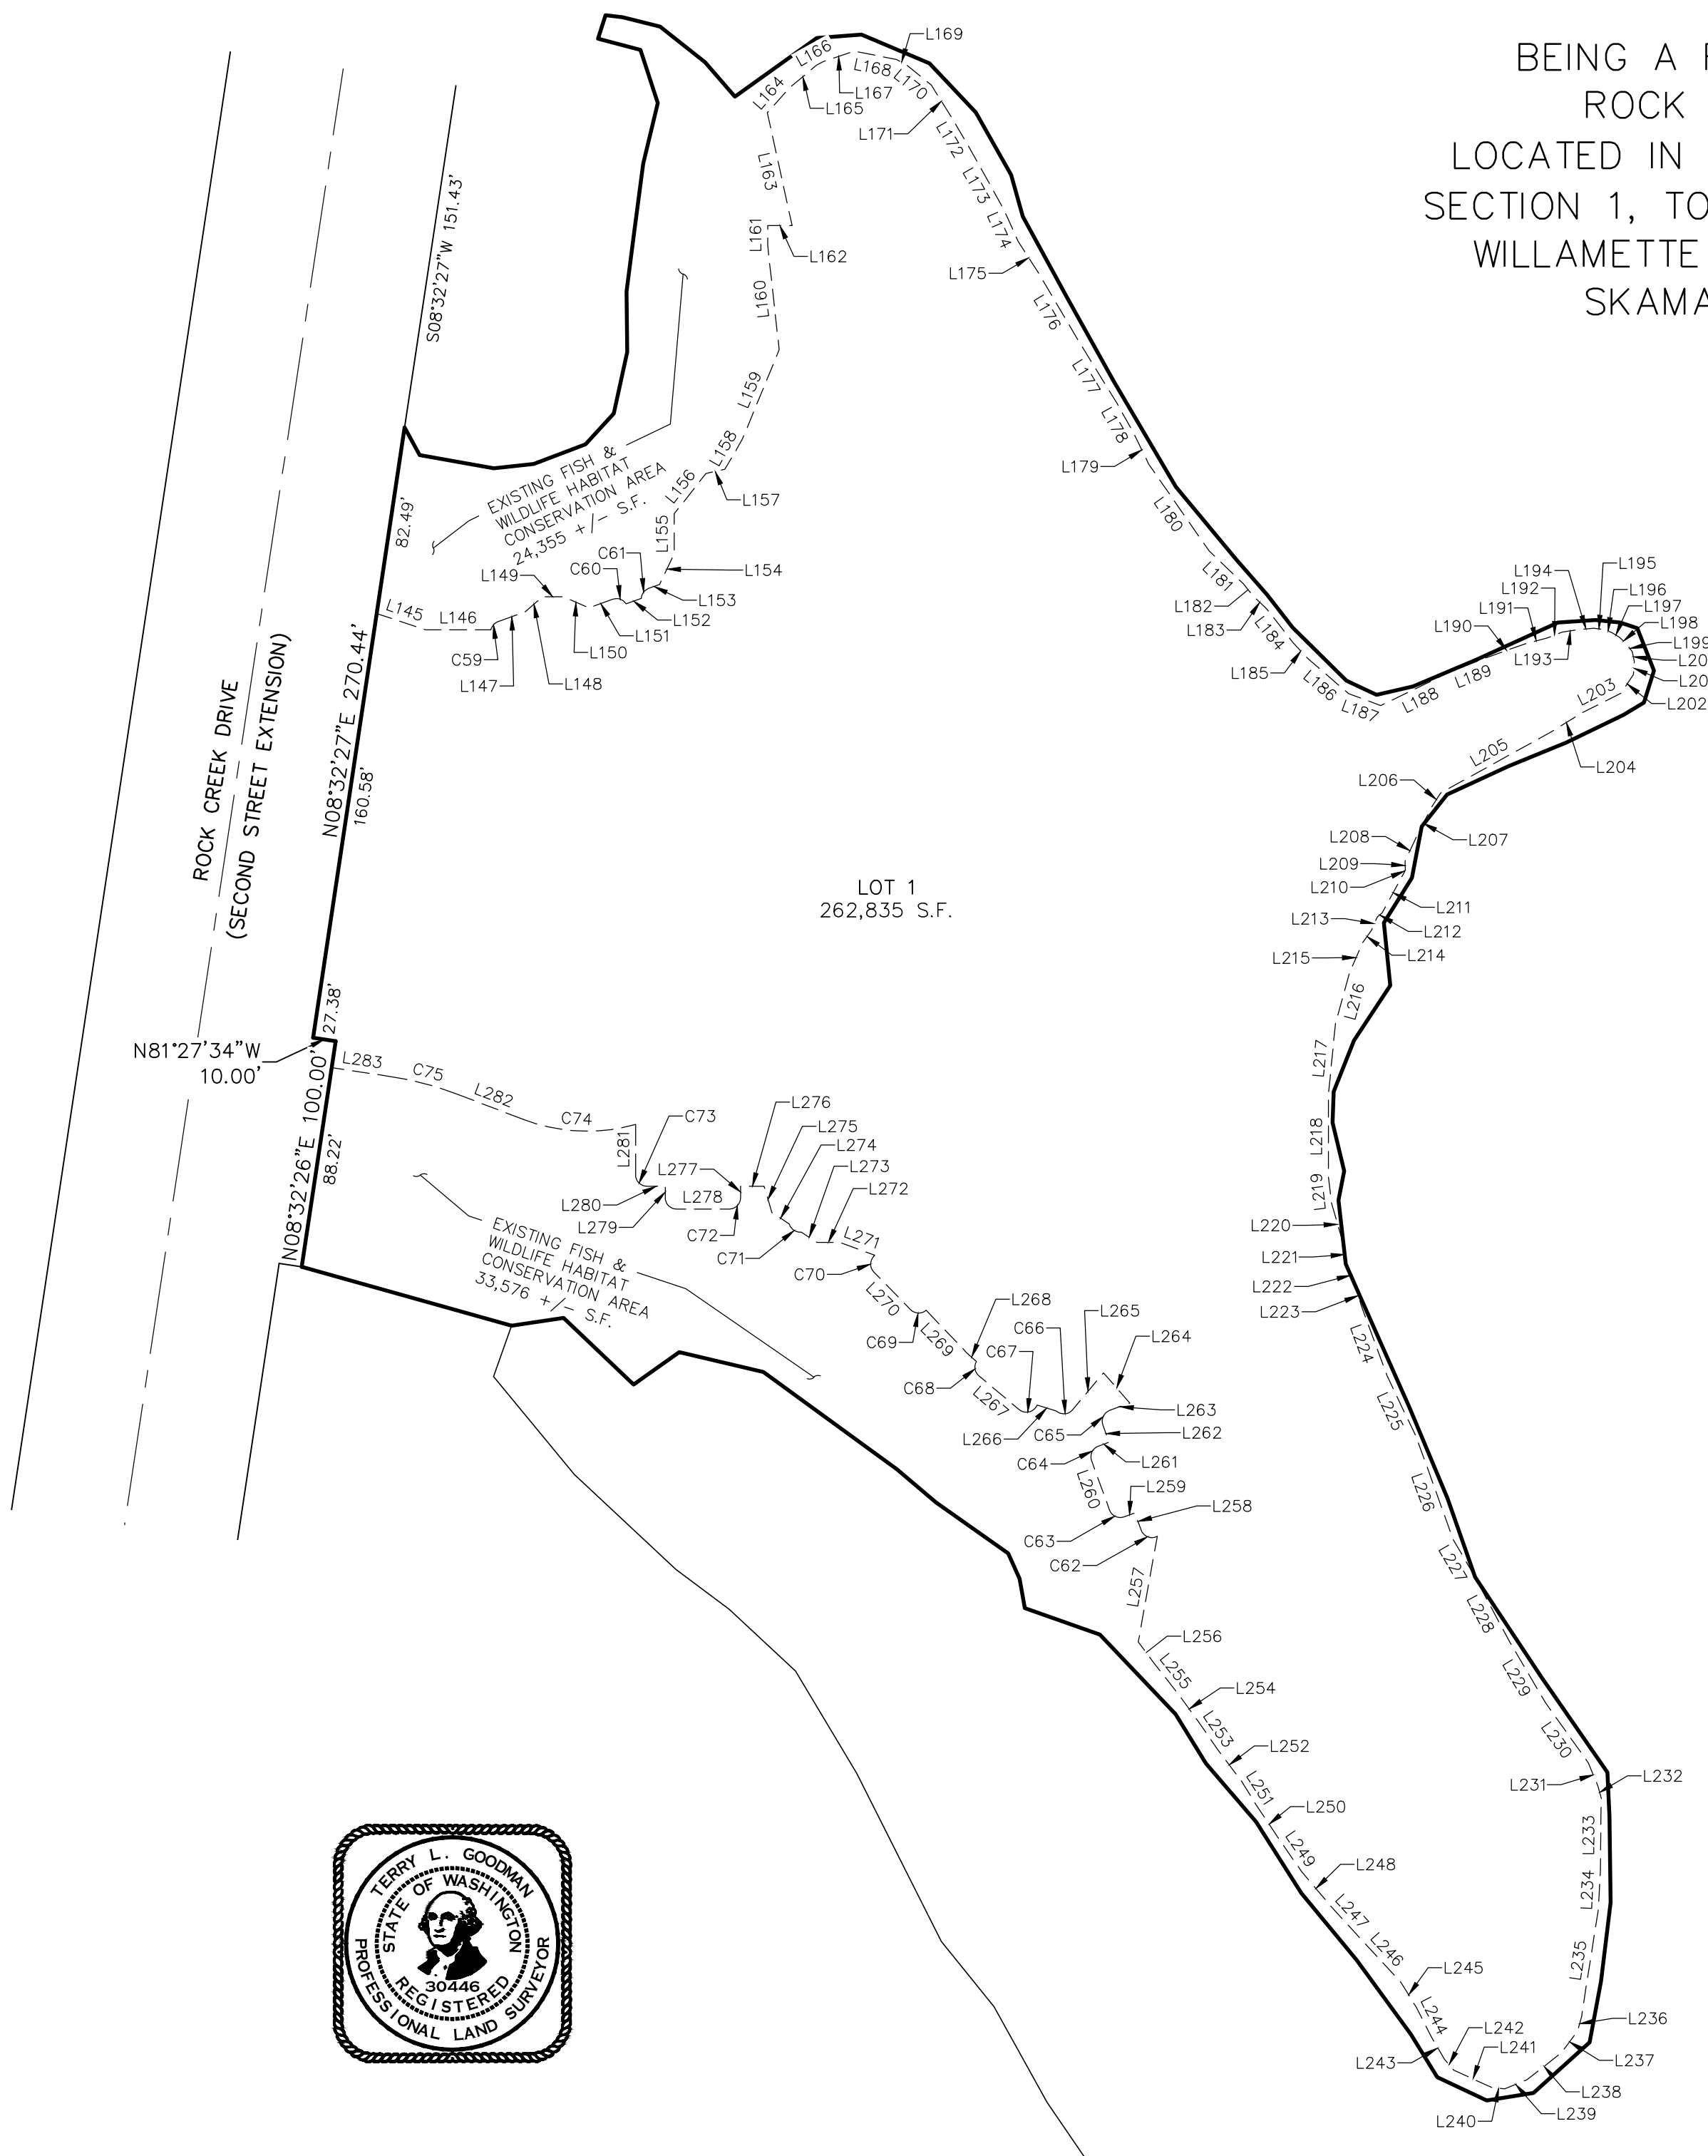 BEING A
ROCK
LOCATED IN
SECTION 1,
WILLAMETTE
L169
L166
L168
L164
L167
L170
L165
L171
L172
L163
L173
L161
L174
L162
L175
S08°32'27"W 151.43'
L160
L176
L159
L177
L178
L158
L179
EXISTING FISH &
WILDLIFE HABITAT
CONSERVATION AREA
24,355 +/- S.F.
L156
L157
82.49'
L155
L180
C61
C60
L154
L149
L181
L153
L182
L152
L183
L145
L146
L151
L184
C59
L150
L147
L148
L185
L186
L187
L188
L189
L190
L191
L192
L193
L194
L195
L196
L197
L198
L199
L202
L203
L204
L205
L206
L207
L208
L209
L210
L211
L212
L213
L214
L215
L216
L217
L218
L219
L220
L221
L222
L223
L224
L225
L226
L227
L228
L229
L230
L231
L232
L233
L234
L235
L236
L237
L238
L239
L240
L241
L242
L243
L244
L245
L246
L247
L248
L249
L250
L251
L252
L253
L254
L255
L256
L257
C62
L258
C63
L259
L260
C64
L261
L262
C65
L263
L264
L265
C66
L266
C67
L267
C68
L268
L269
C69
L270
C70
L271
L272
L273
C71
L274
L275
L276
L277
C72
L278
L279
L280
C73
L281
C74
L282
C75
L283
LOT 1
262,835 S.F.
ROCK CREEK DRIVE
(SECOND STREET EXTENSION)
N08°32'27"E 270.44'
160.58'
27.38'
N81°27'34"W
10.00'
N08°32'26"E 100.00'
88.22'
EXISTING FISH &
WILDLIFE HABITAT
CONSERVATION AREA
33,576 +/- S.F.
TERRY L. GOODMAN
STATE OF WASHINGTON
30446
REGISTERED
PROFESSIONAL LAND SURVEYOR